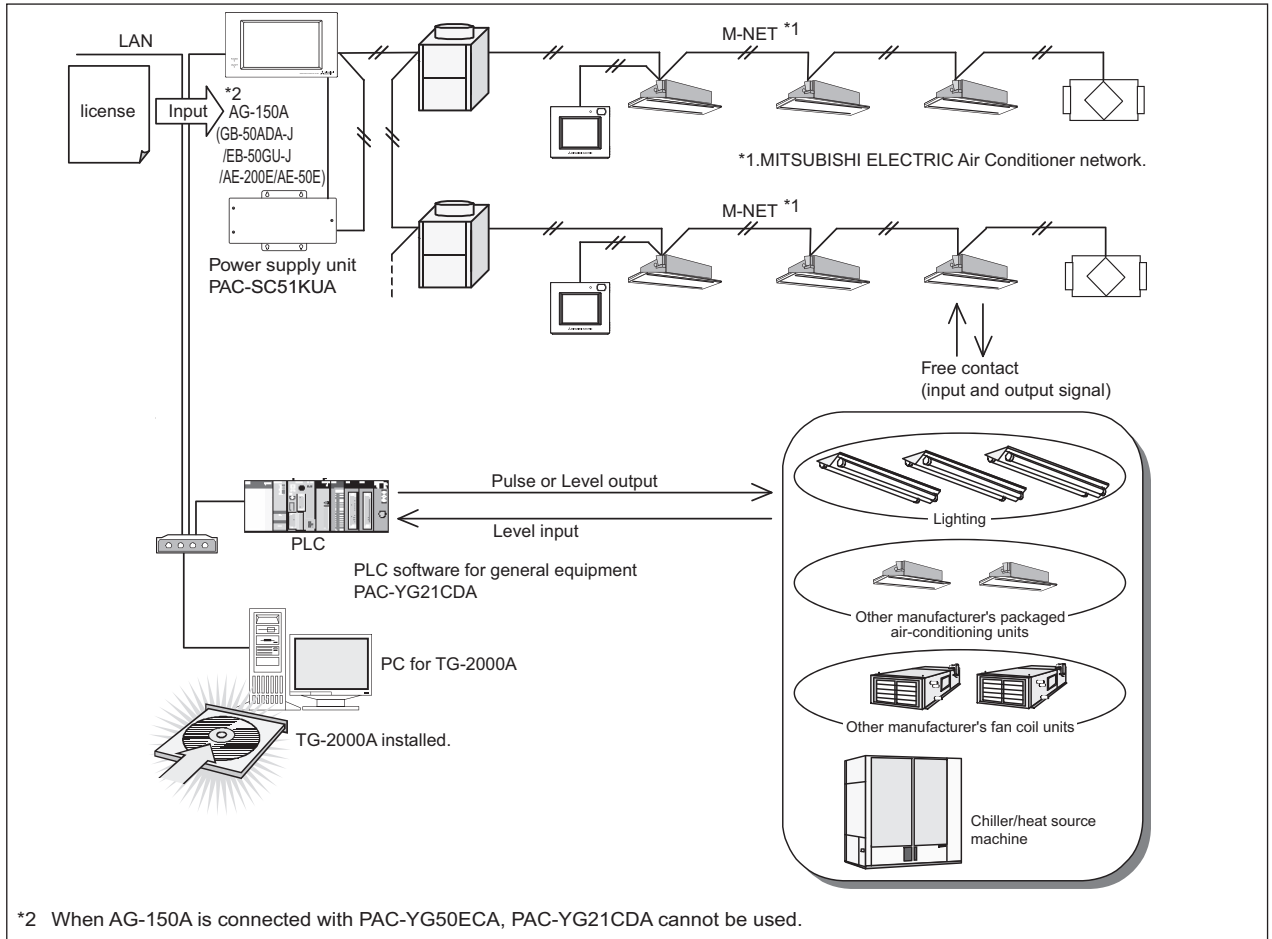 LAN
license
Input
*2
AG-150A
(GB-50ADA-J
/EB-50GU-J
/AE-200E/AE-50E)
Power supply unit
PAC-SC51KUA
M-NET *1
*1.MITSUBISHI ELECTRIC Air Conditioner network.
M-NET *1
Free contact
(input and output signal)
Pulse or Level output
Level input
PLC
PLC software for general equipment
PAC-YG21CDA
PC for TG-2000A
TG-2000A installed.
Lighting
Other manufacturer's packaged
air-conditioning units
Other manufacturer's fan coil units
Chiller/heat source
machine
*2 When AG-150A is connected with PAC-YG50ECA, PAC-YG21CDA cannot be used.